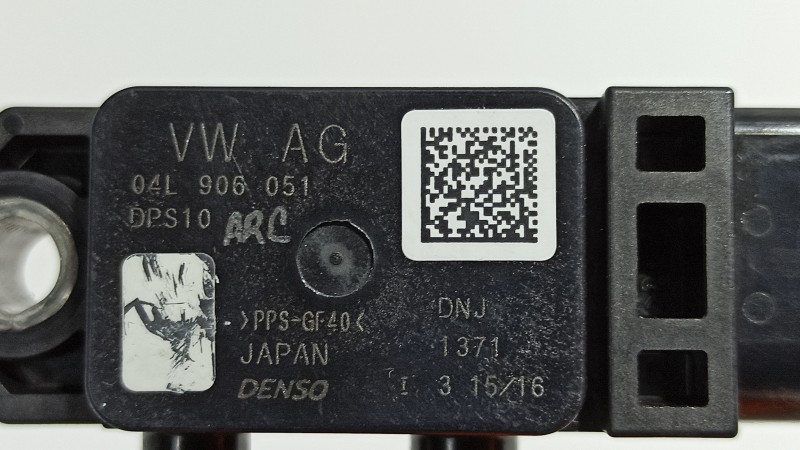 VW AG
04L 906 051
DPS10 ARC
>PPS-GF40<
JAPAN
DENSO
DNJ
1371
I 3 15/16